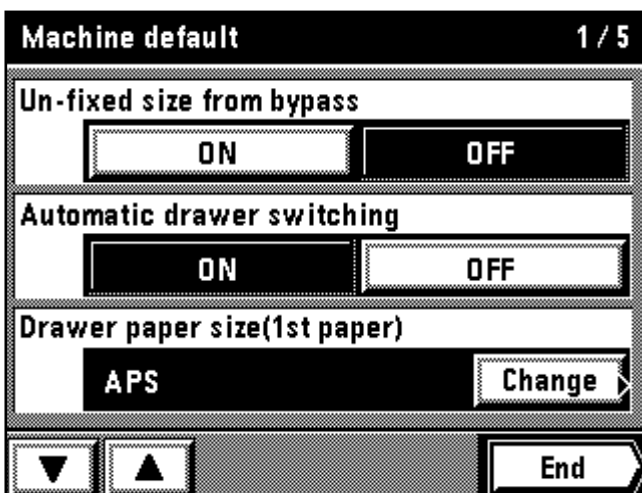 Machine default 1/5
Un-fixed size from bypass
ON OFF
Automatic drawer switching
ON OFF
Drawer paper size(1st paper)
APS Change
End